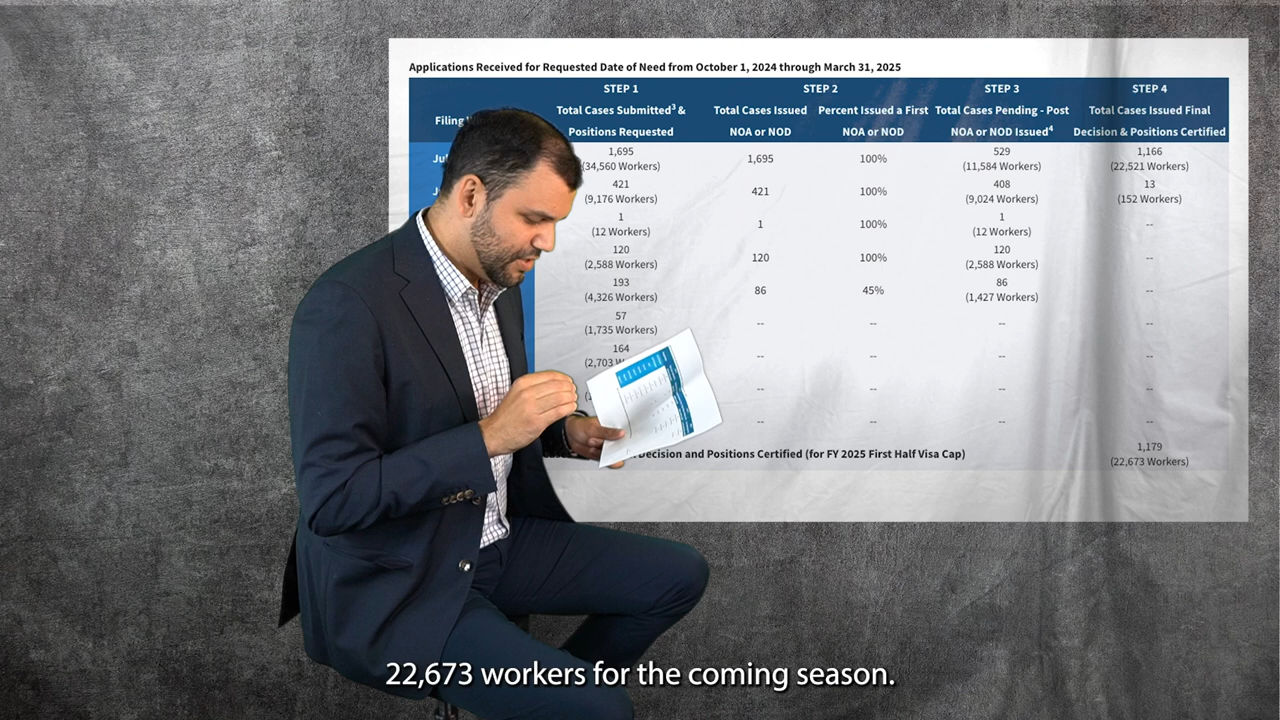 Applications Received for Requested Date of Need from October 1, 2024 through March 31, 2025
STEP 1 STEP 2 STEP 3 STEP 4
Total Cases Submitted³ & Total Cases Issued Percent Issued a First Total Cases Pending - Post Total Cases Issued Final
Filing
Positions Requested NOA or NOD NOA or NOD NOA or NOD Issued⁴ Decision & Positions Certified
1,695 529 1,166
1,695 100%
(34,560 Workers) (11,584 Workers) (22,521 Workers)
421 408 13
421 100%
(9,176 Workers) (9,024 Workers) (152 Workers)
1 1
1 100% --
(12 Workers) (12 Workers)
120 120
120 100% --
(2,588 Workers) (2,588 Workers)
193 86
86 45% --
(4,326 Workers) (1,427 Workers)
57
-- -- -- --
(1,735 Workers)
164
-- -- -- --
(2,703
-- -- -- --
-- -- -- --
1,179
Decision and Positions Certified (for FY 2025 First Half Visa Cap)
(22,673 Workers)
22,673 workers for the coming season.